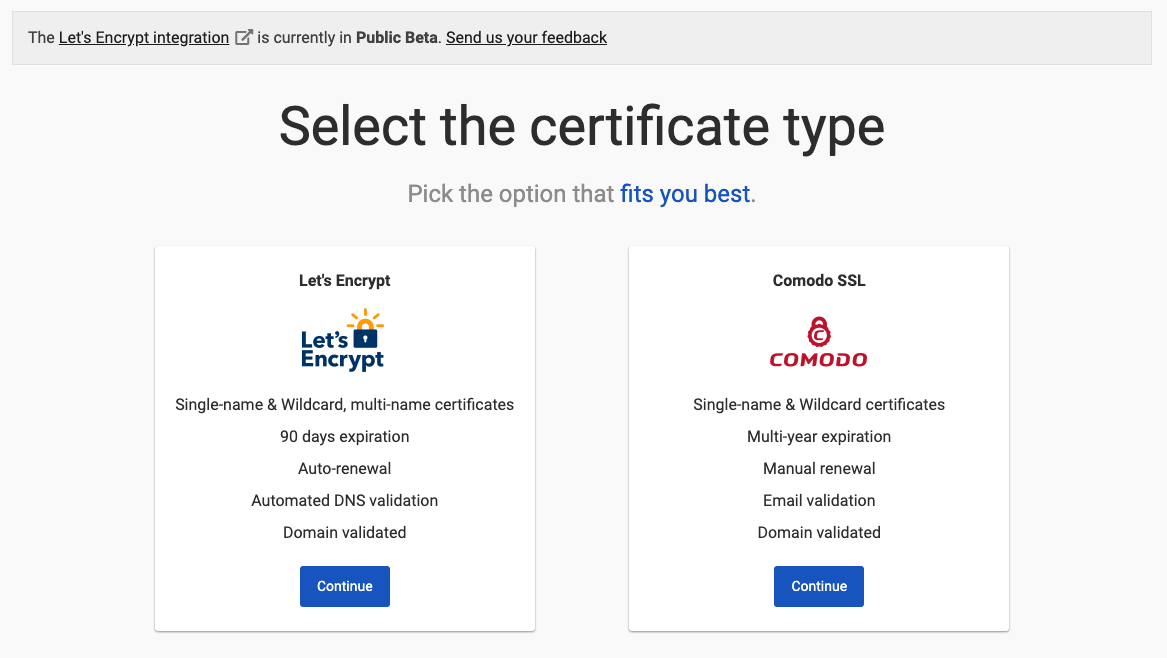 The Let's Encrypt integration is currently in Public Beta. Send us your feedback
Select the certificate type
Pick the option that fits you best.
Let's Encrypt
Let's
Encrypt
Single-name & Wildcard, multi-name certificates
90 days expiration
Auto-renewal
Automated DNS validation
Domain validated
Continue
Comodo SSL
C
COMODO
Single-name & Wildcard certificates
Multi-year expiration
Manual renewal
Email validation
Domain validated
Continue